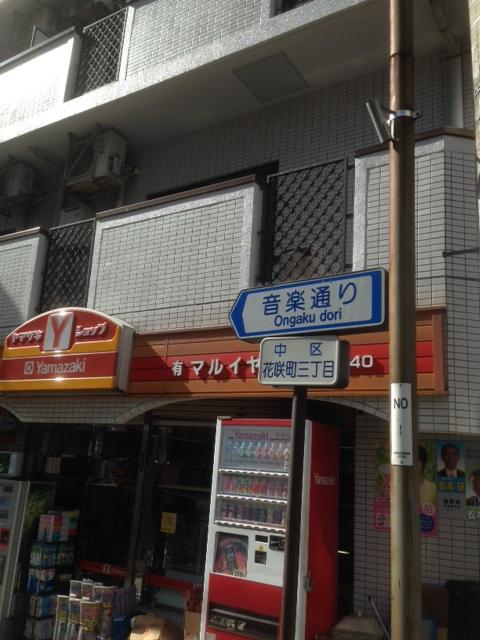 音楽通り
Ongaku dori
中区
花咲町三丁目
ヤマザキ
Y
ショップ
Yamazaki
有 マルイヤ
40
Yamazaki
Yamazaki
NO